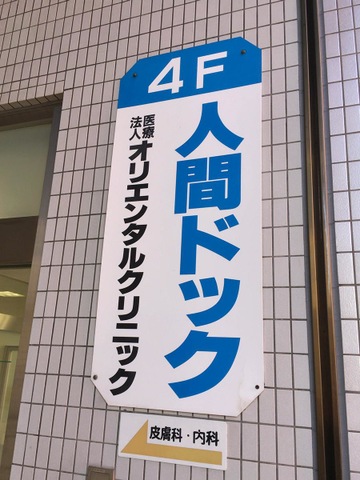 4F
人間ドック
医療法人
オリエンタルクリニック
皮膚科・内科